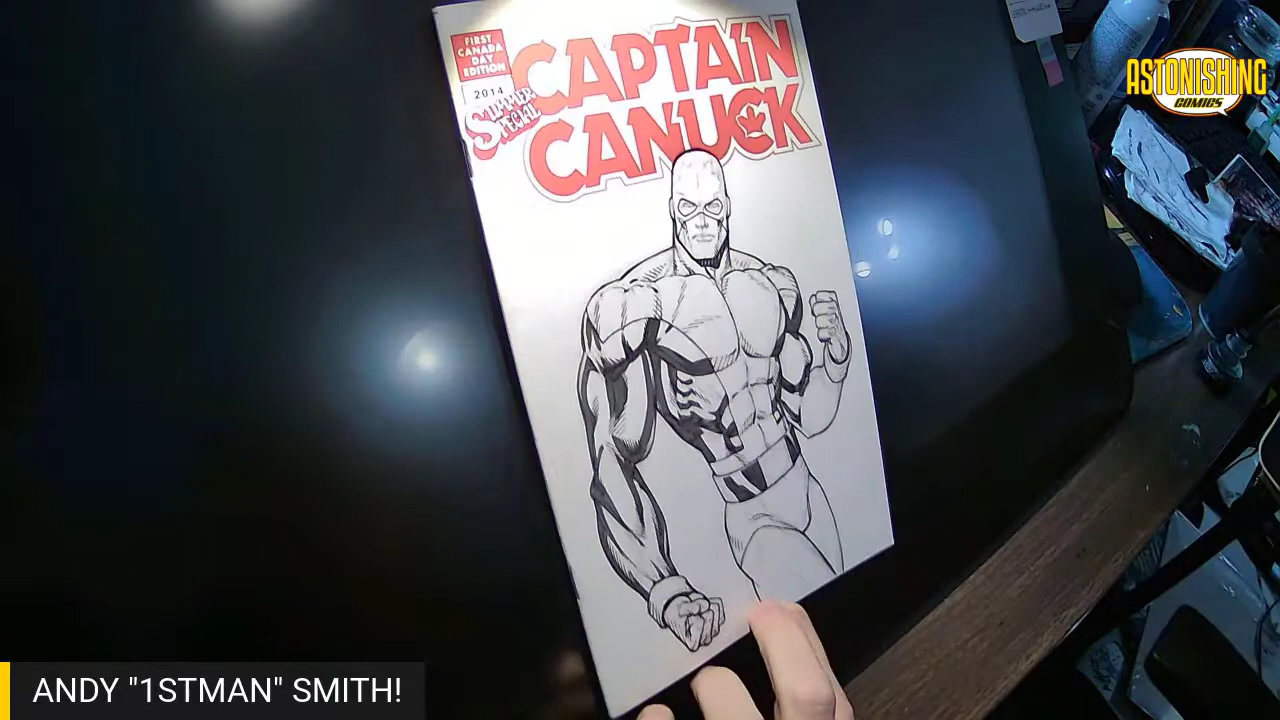 FIRST
CANADA
DAY
EDITION
2014
SUMMER
SPECIAL
CAPTAIN
CANUCK
ASTONISHING
COMICS
ANDY "1STMAN" SMITH!